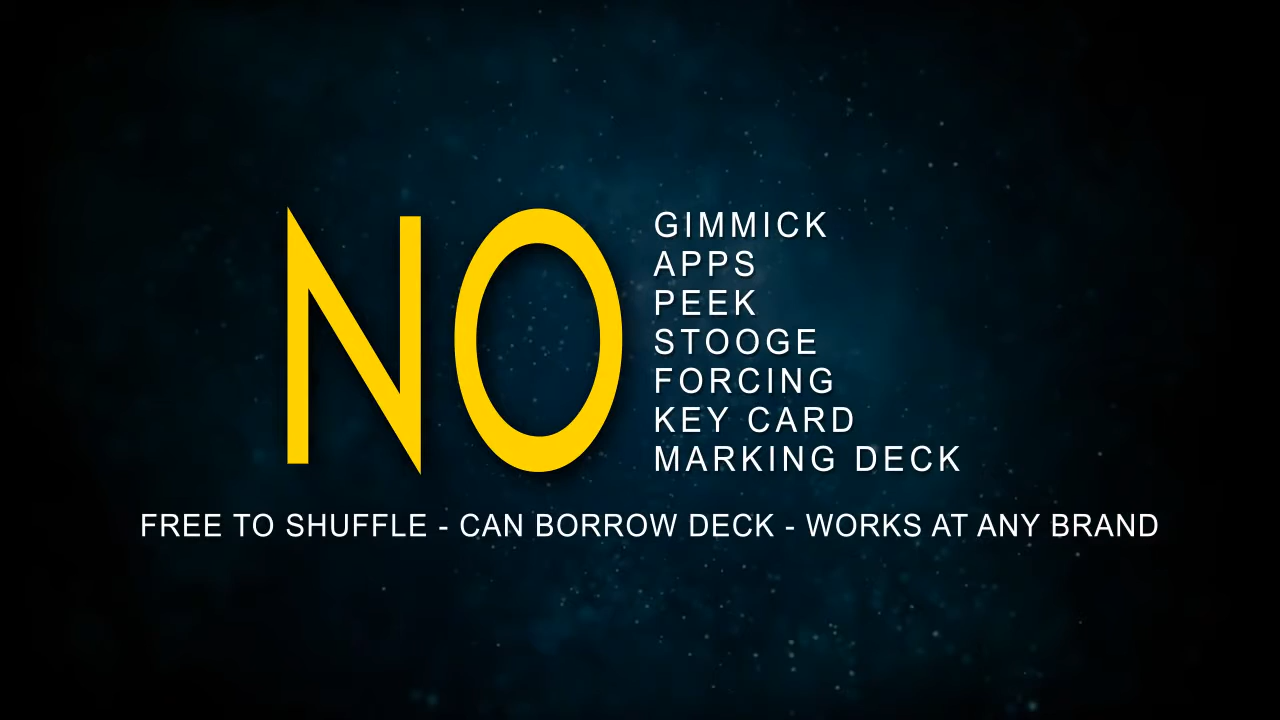 NO
GIMMICK
APPS
PEEK
STOOGE
FORCING
KEY CARD
MARKING DECK
FREE TO SHUFFLE - CAN BORROW DECK - WORKS AT ANY BRAND